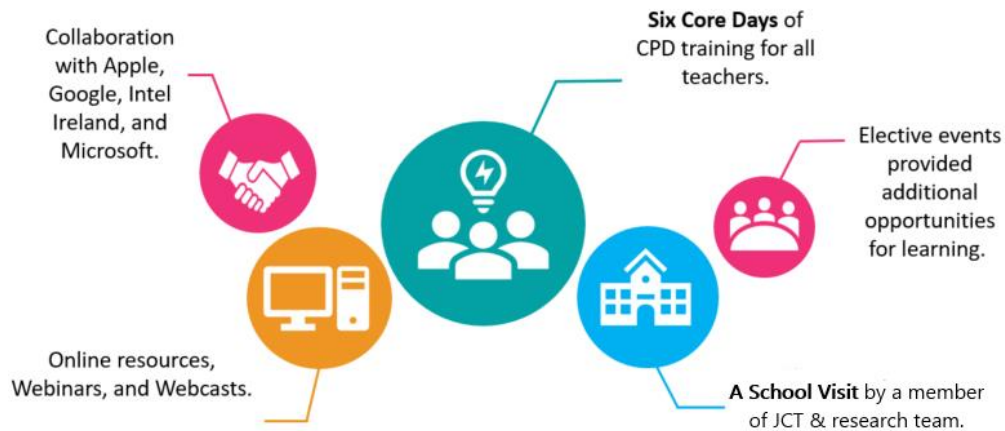 Collaboration
with Apple,
Google, Intel
Ireland, and
Microsoft.
Six Core Days of
CPD training for all
teachers.
Elective events
provided
additional
opportunities
for learning.
Online resources,
Webinars, and Webcasts.
A School Visit by a member
of JCT & research team.